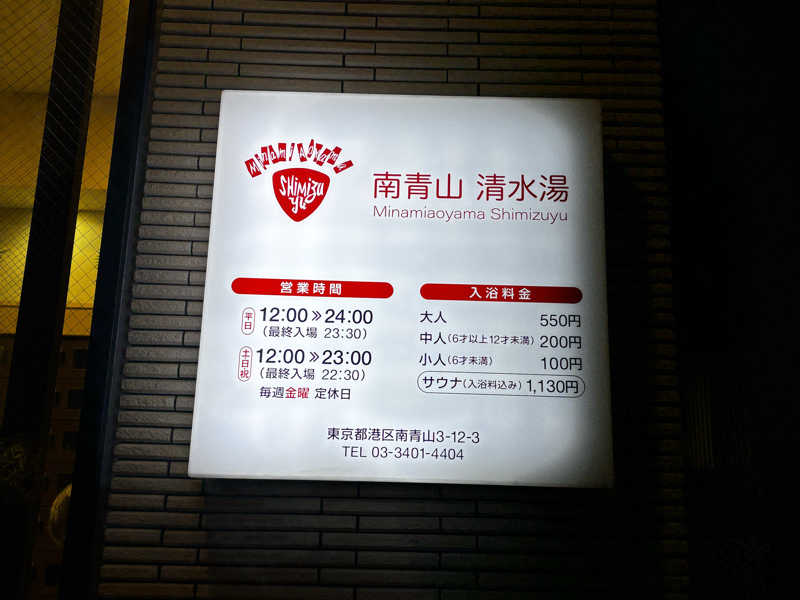 Minamiaoyama
SHIMIZU
yu
南青山 清水湯
Minamiaoyama Shimizuyu
営業時間
平日 12:00 » 24:00
（最終入場 23:30）
土日祝 12:00 » 23:00
（最終入場 22:30）
毎週金曜 定休日
入浴料金
大人 550円
中人（6才以上12才未満） 200円
小人（6才未満） 100円
サウナ（入浴料込み） 1,130円
東京都港区南青山3-12-3
TEL 03-3401-4404